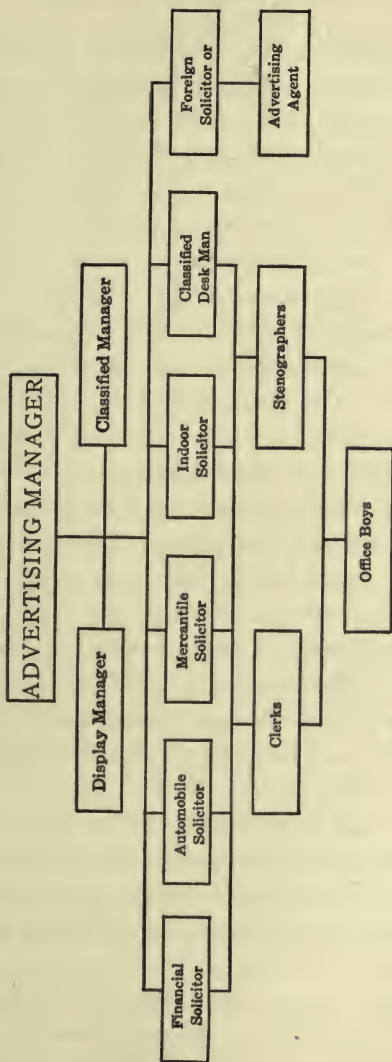 ADVERTISING MANAGER
Display Manager
Classified Manager
Financial
Solicitor
Automobile
Solicitor
Mercantile
Solicitor
Indoor
Solicitor
Classified
Desk Man
Foreign
Solicitor or
Advertising
Agent
Clerks
Stenographers
Office Boys